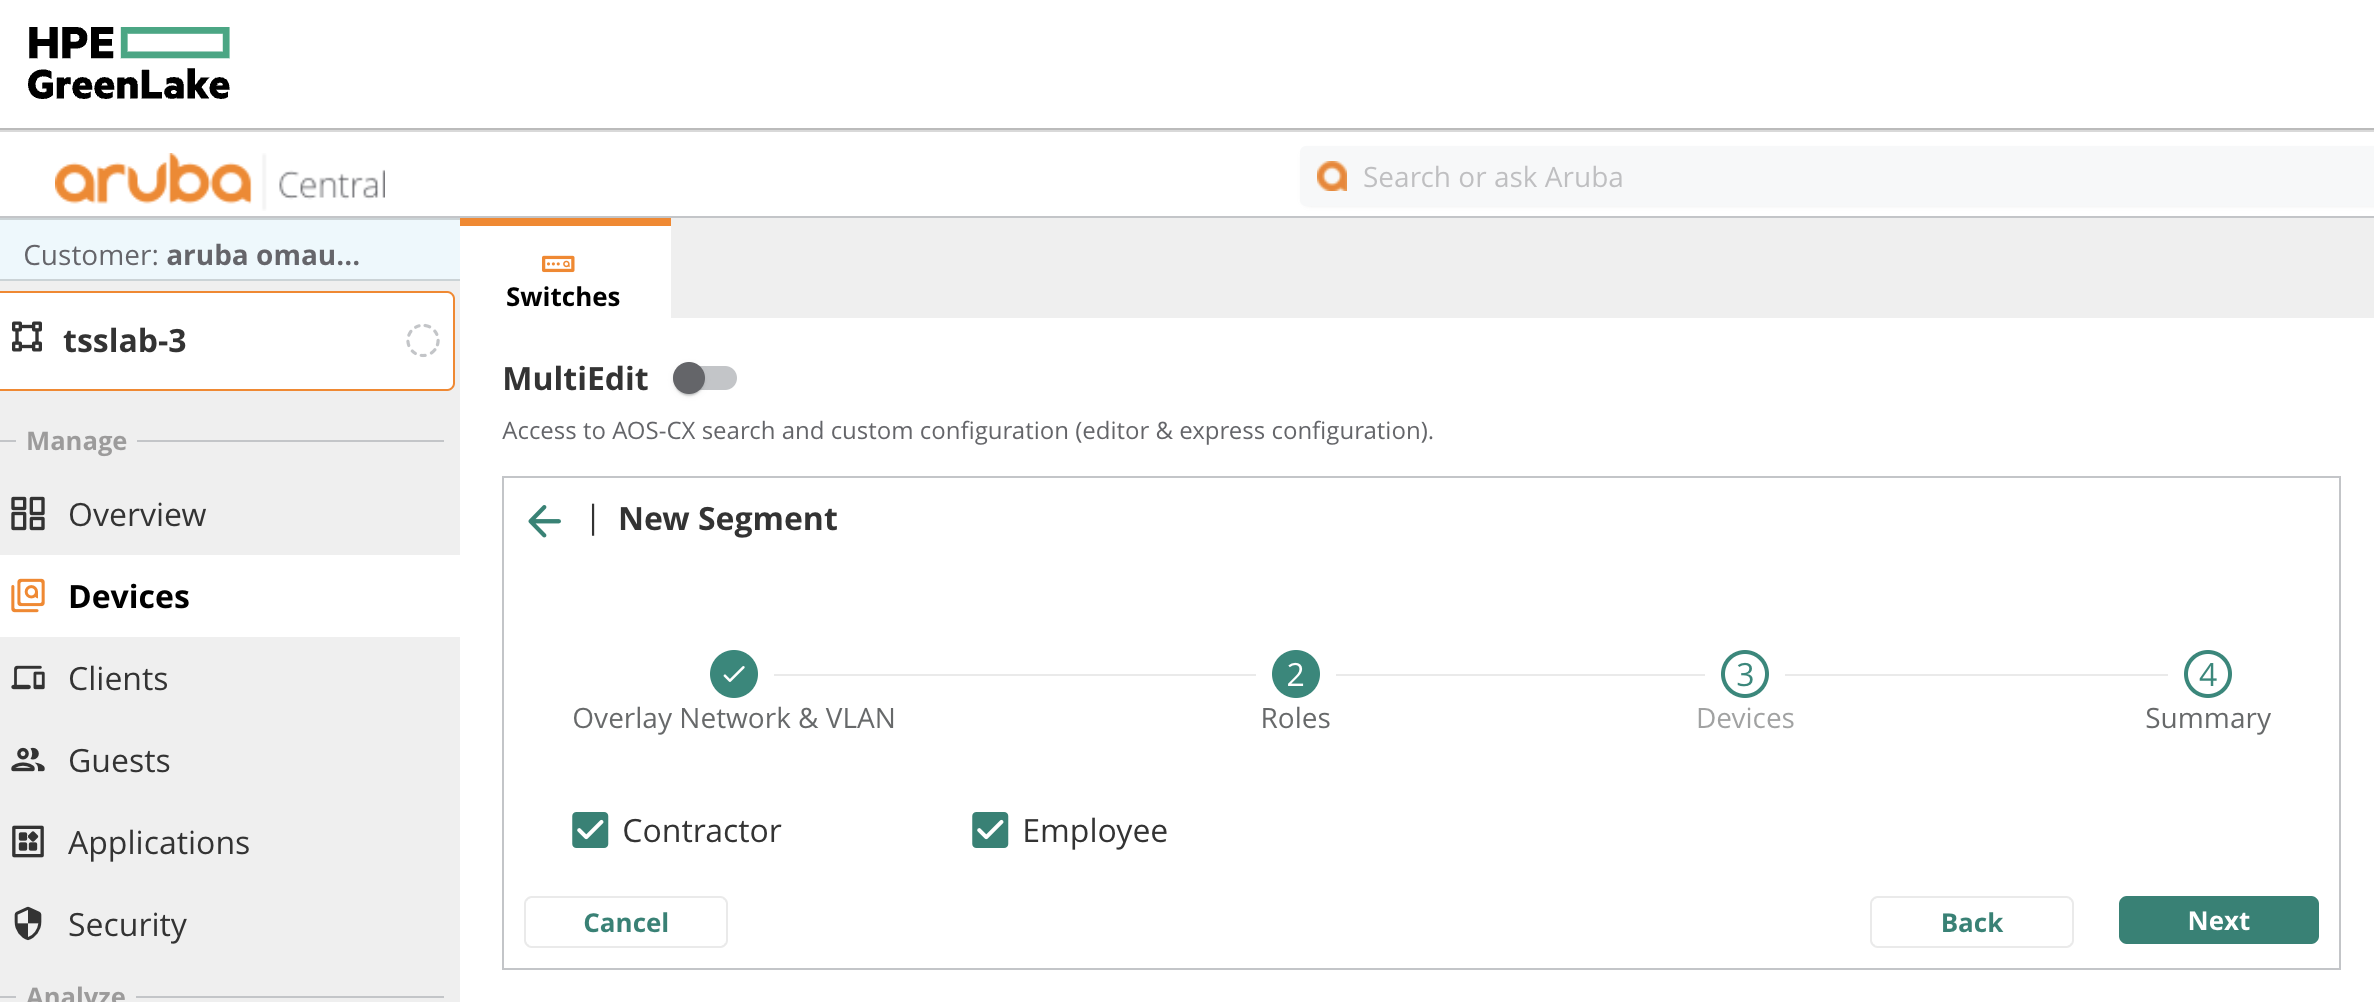 HPE
GreenLake
aruba Central
Search or ask Aruba
Customer: aruba omau...
Switches
tsslab-3
MultiEdit
Access to AOS-CX search and custom configuration (editor & express configuration).
Manage
Overview
Devices
Clients
Guests
Applications
Security
Analyze
New Segment
2
3
4
Overlay Network & VLAN
Roles
Devices
Summary
Contractor
Employee
Cancel
Back
Next